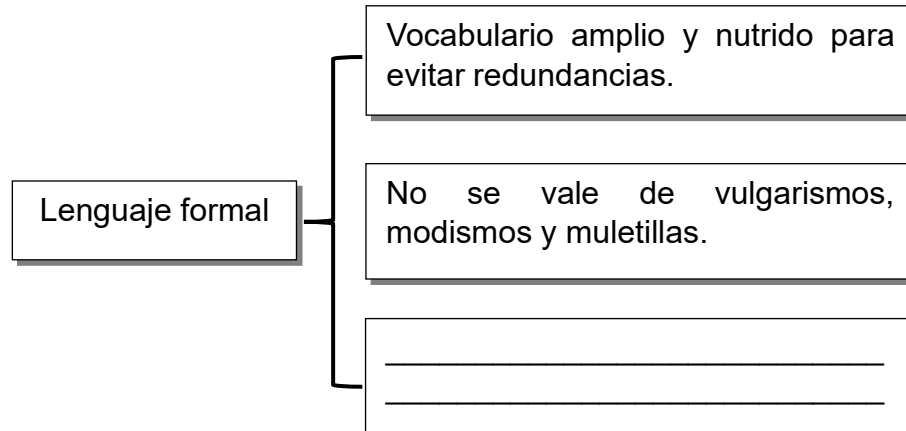 Vocabulario amplio y nutrido para
evitar redundancias.
Lenguaje formal
No se vale de vulgarismos,
modismos y muletillas.